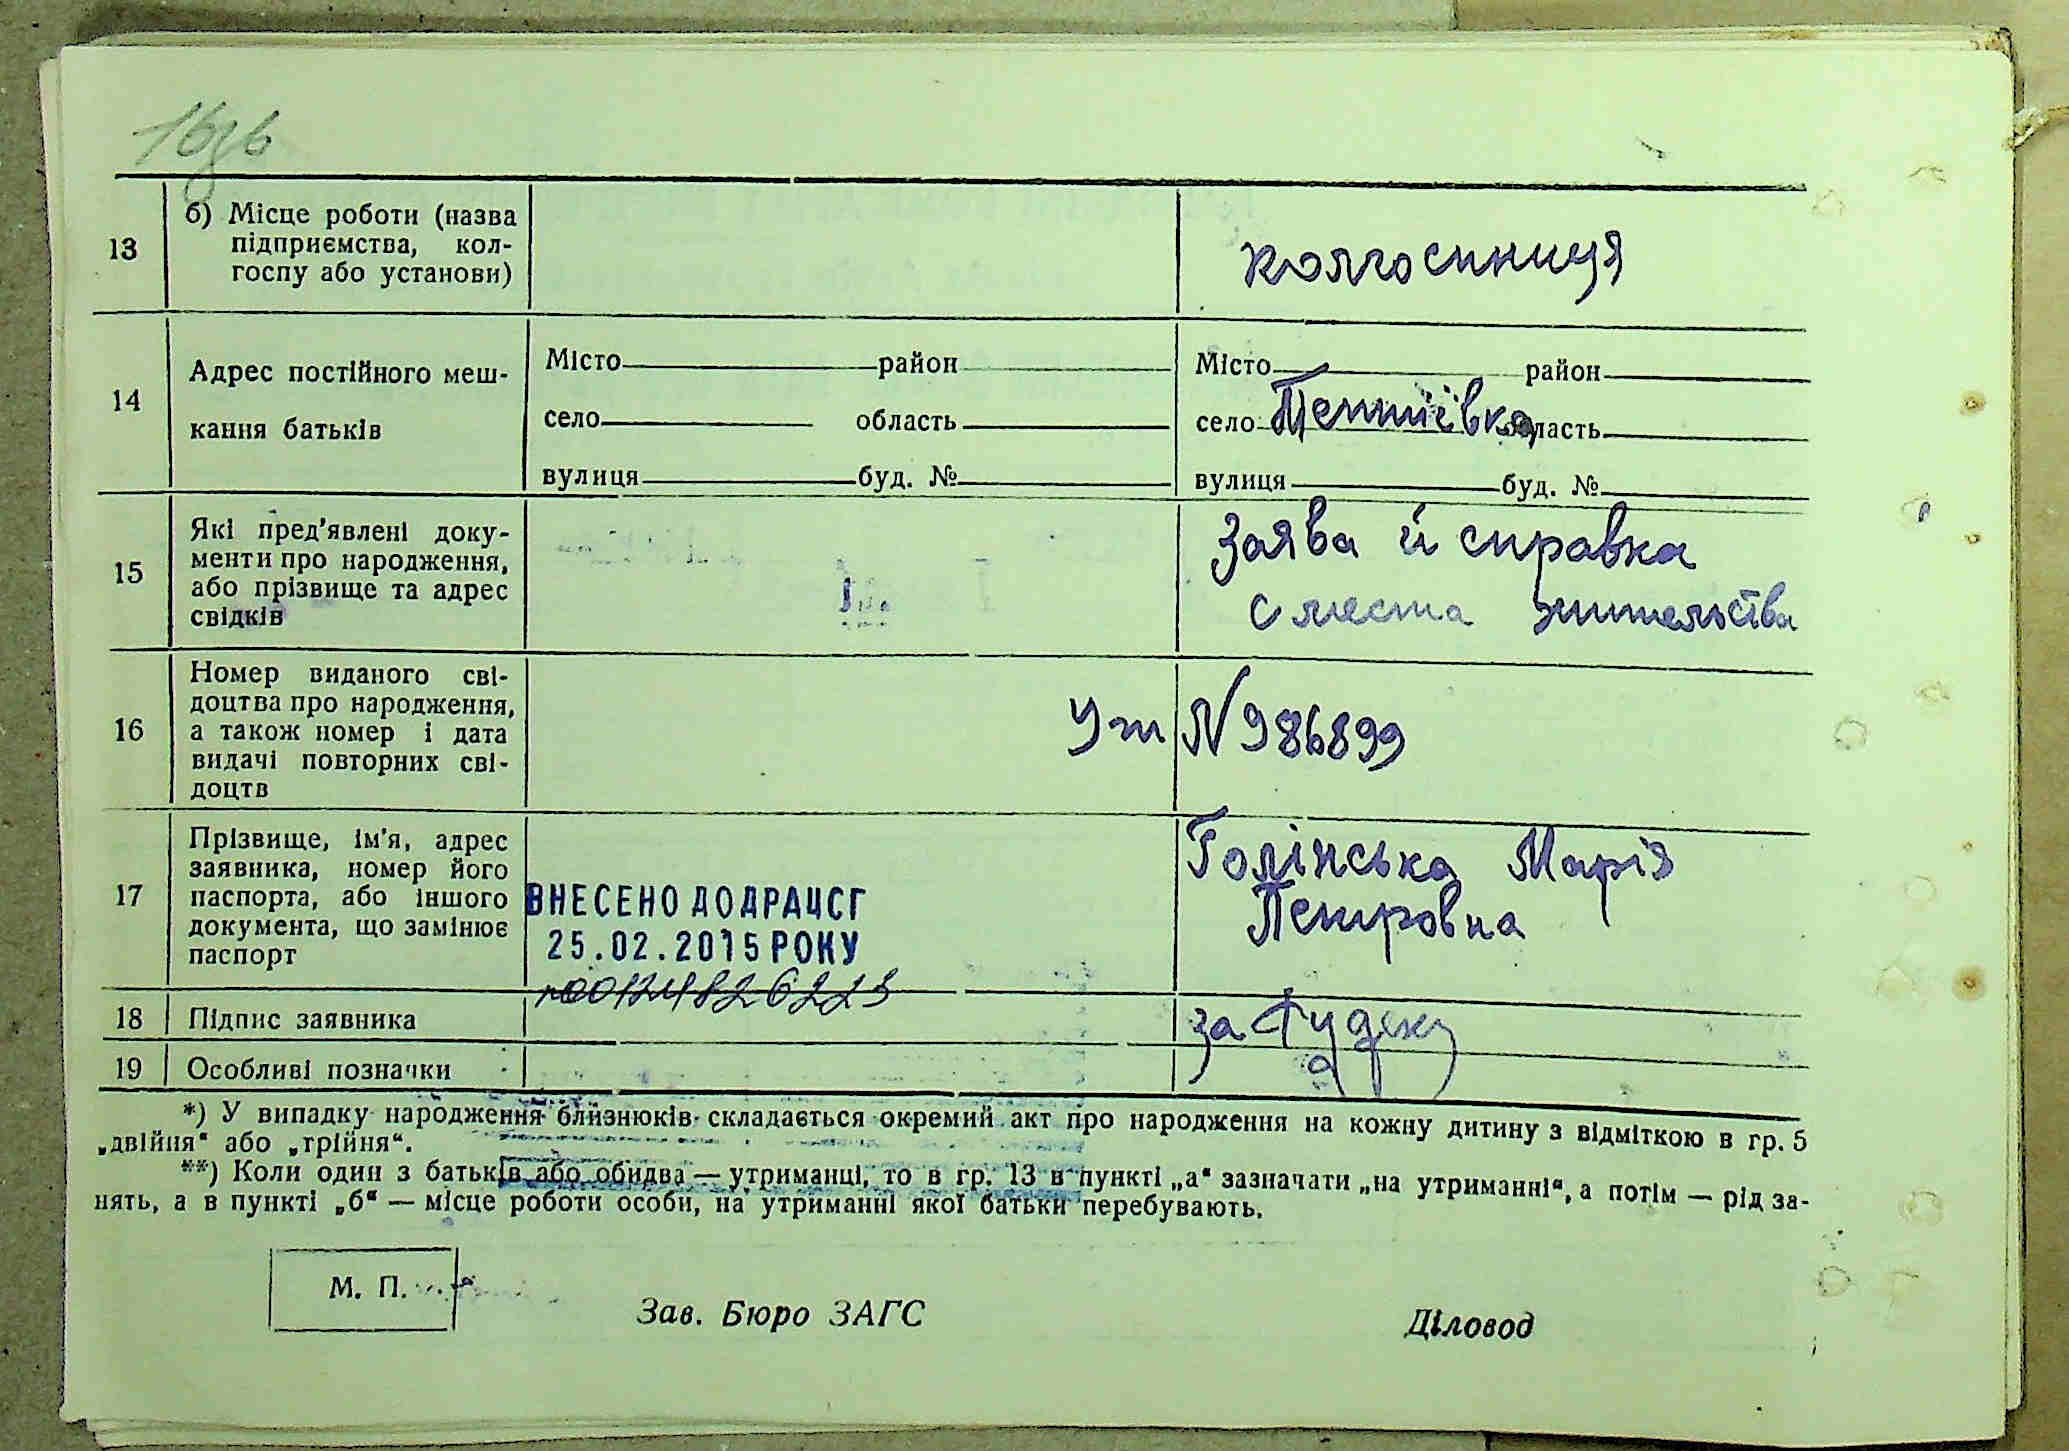 163б
13
б) Місце роботи (назва
підприємства, кол-
госпу або установи)
колгоспниця
14
Адрес постійного меш-
кання батьків
Місто район
село область
вулиця буд. №
Місто район
село Тетиївка область
вулиця буд. №
15
Які пред'явлені доку-
менти про народження,
або прізвище та адрес
свідків
Заява й справка
с места жительства
16
Номер виданого сві-
доцтва про народження,
а також номер і дата
видачі повторних сві-
доцтв
N 986899
17
Прізвище, ім'я, адрес
заявника, номер його
паспорта, або іншого
документа, що замінює
паспорт
ВНЕСЕНО ДО ДРАЦСГ
25.02.2015 РОКУ
Голінська Марія
Петровна
18
Підпис заявника
за
19
Особливі позначки
*) У випадку народження близнюків складається окремий акт про народження на кожну дитину з відміткою в гр. 5
„двійня“ або „трійня“.
**) Коли один з батьків або обидва — утриманці, то в гр. 13 в пункті „а“ зазначати „на утриманні“, а потім — рід за-
нять, а в пункті „б“ — місце роботи особи, на утриманні якої батьки перебувають.
М. П.
Зав. Бюро ЗАГС
Діловод